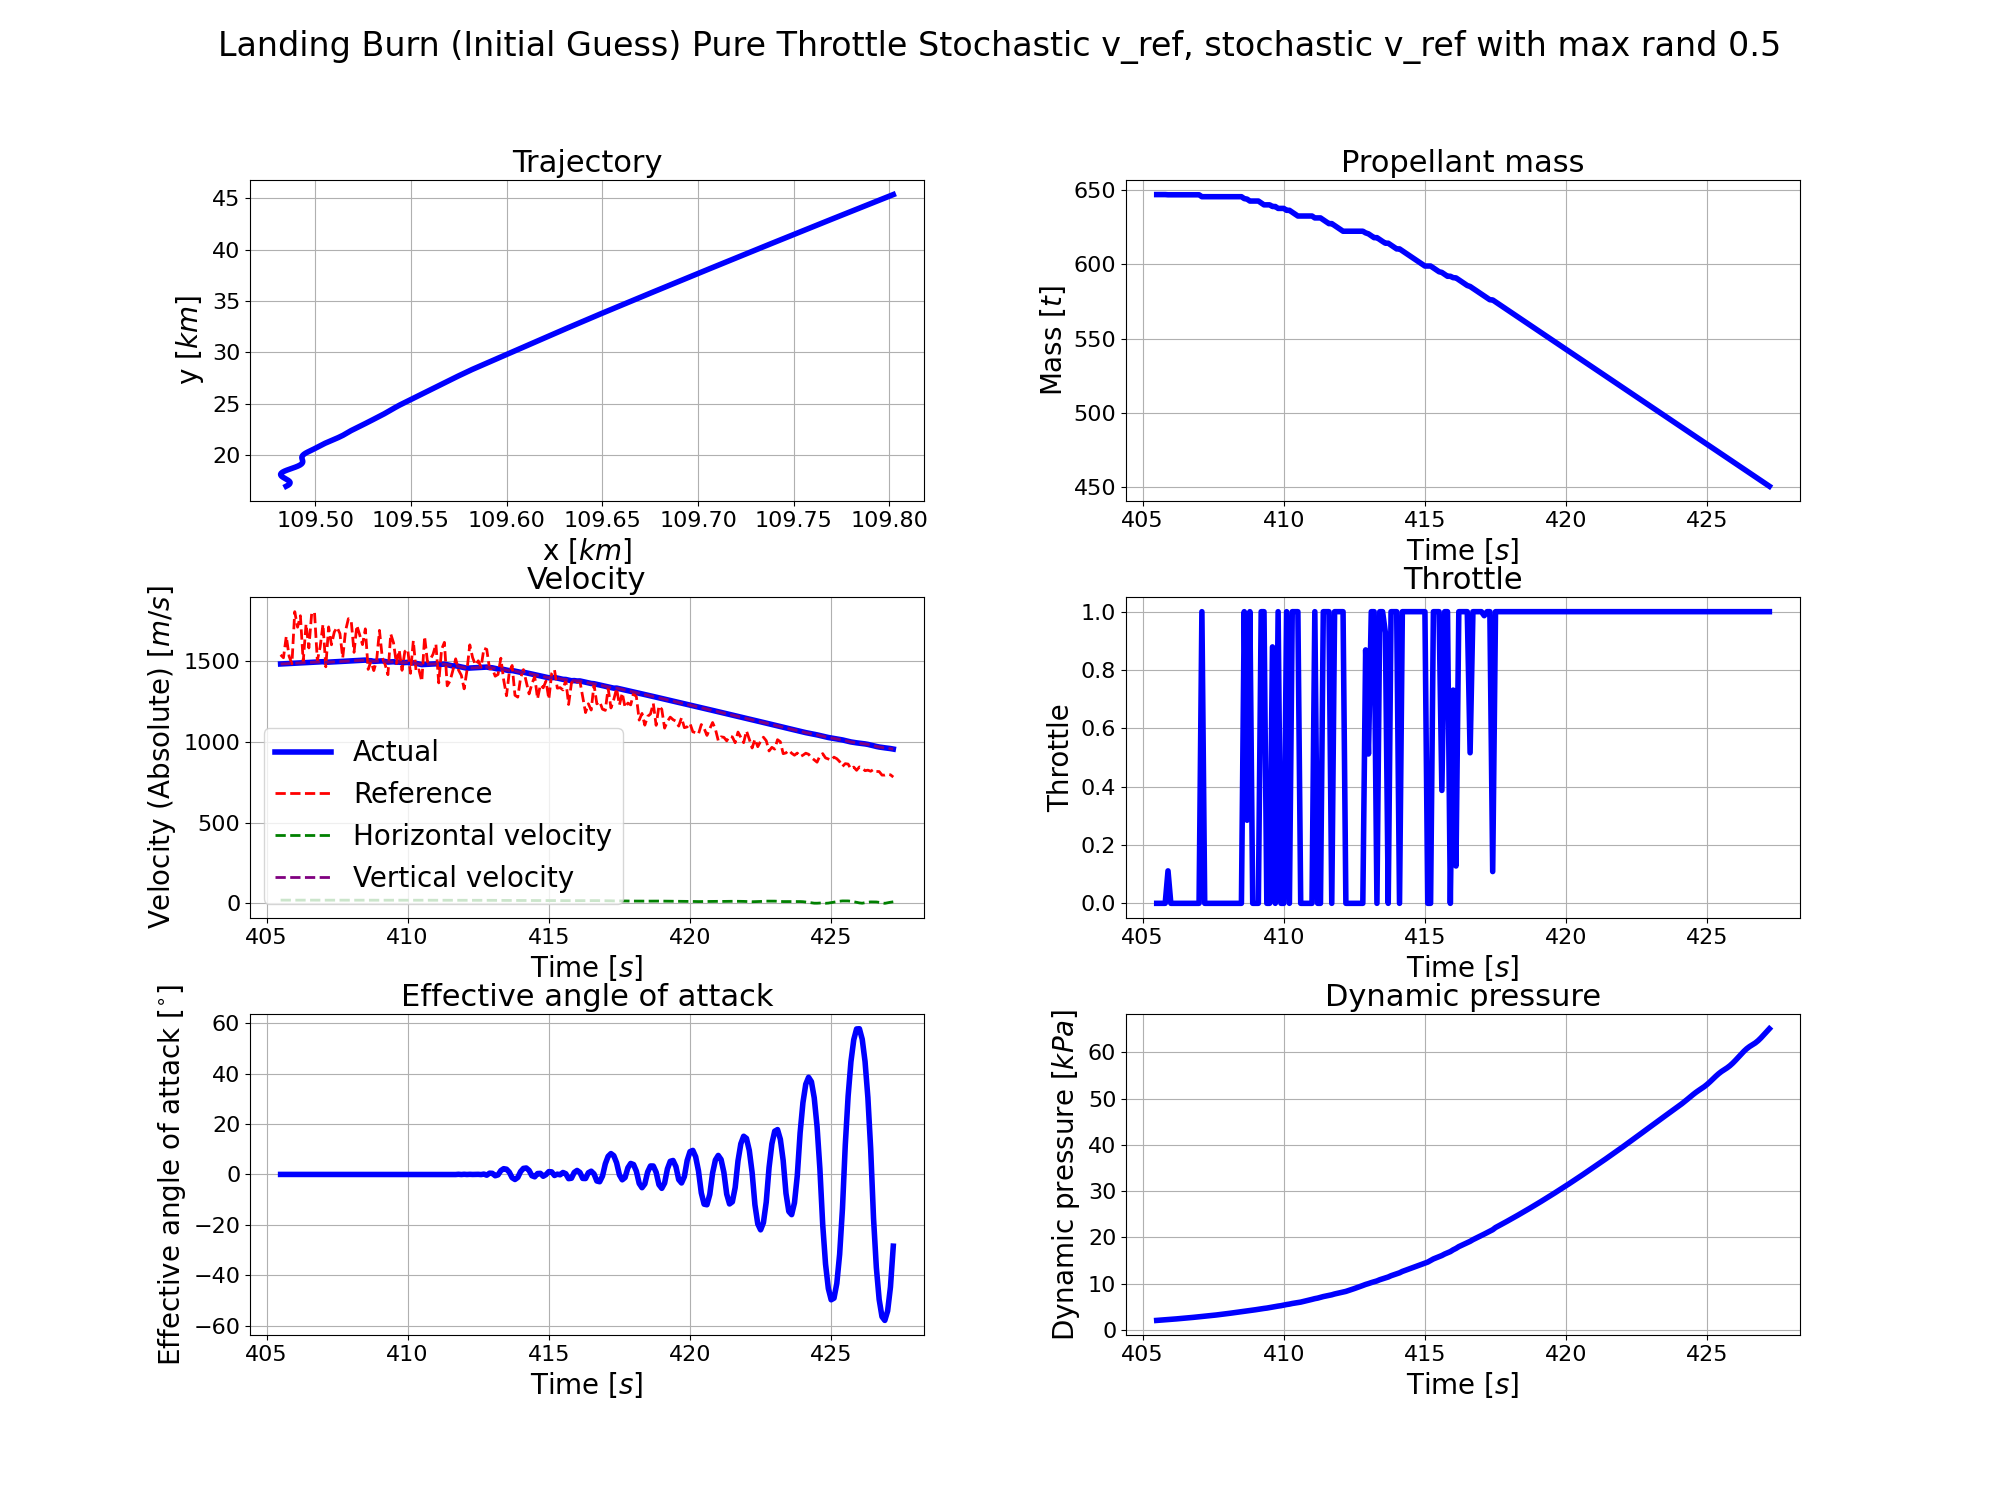 Landing Burn (Initial Guess) Pure Throttle Stochastic v_ref, stochastic v_ref with max rand 0.5
Trajectory
y [km]
45
40
35
30
25
20
109.50 109.55 109.60 109.65 109.70 109.75 109.80
x [km]
Propellant mass
Mass [t]
650
600
550
500
450
405 410 415 420 425
Time [s]
Velocity
Velocity (Absolute) [m/s]
1500
1000
500
0
Actual
Reference
Horizontal velocity
Vertical velocity
405 410 415 420 425
Time [s]
Throttle
Throttle
1.0
0.8
0.6
0.4
0.2
0.0
405 410 415 420 425
Time [s]
Effective angle of attack
Effective angle of attack [°]
60
40
20
0
−20
−40
−60
405 410 415 420 425
Time [s]
Dynamic pressure
Dynamic pressure [kPa]
60
50
40
30
20
10
0
405 410 415 420 425
Time [s]